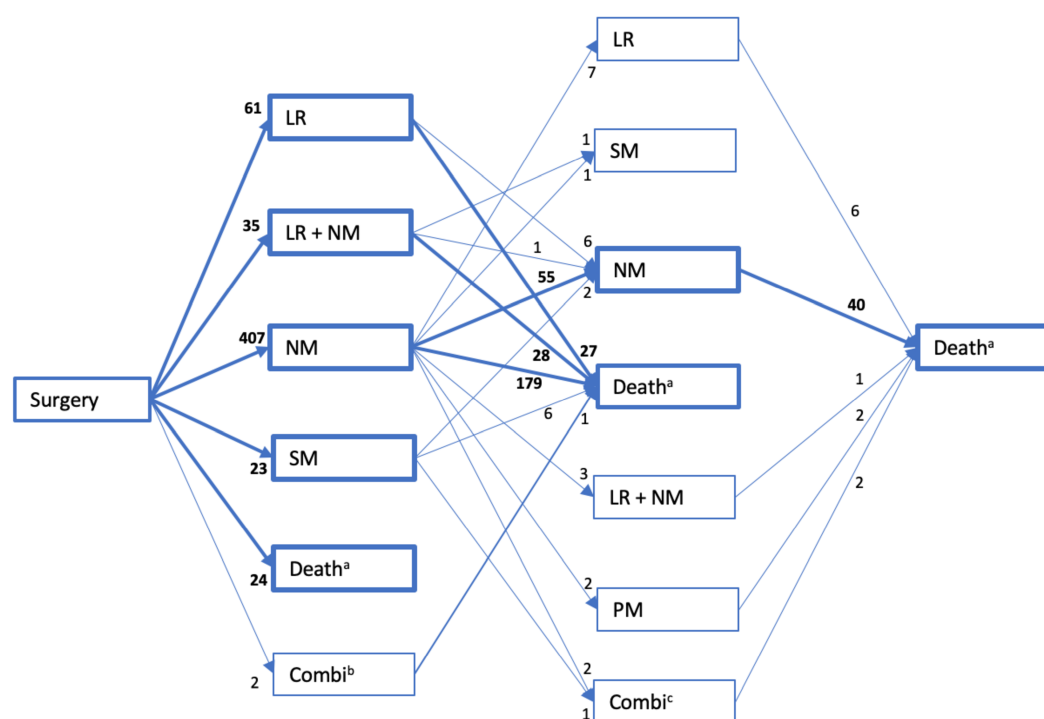 LR
7
61
LR
1
SM
1
35
LR + NM
6
1
NM
55
2
6
407
NM
40
28
27
179
Deathᵃ
Deathᵃ
Surgery
6
1
1
2
SM
23
3
LR + NM
2
Deathᵃ
24
2
PM
2
Combiᵇ
2
Combiᶜ
1